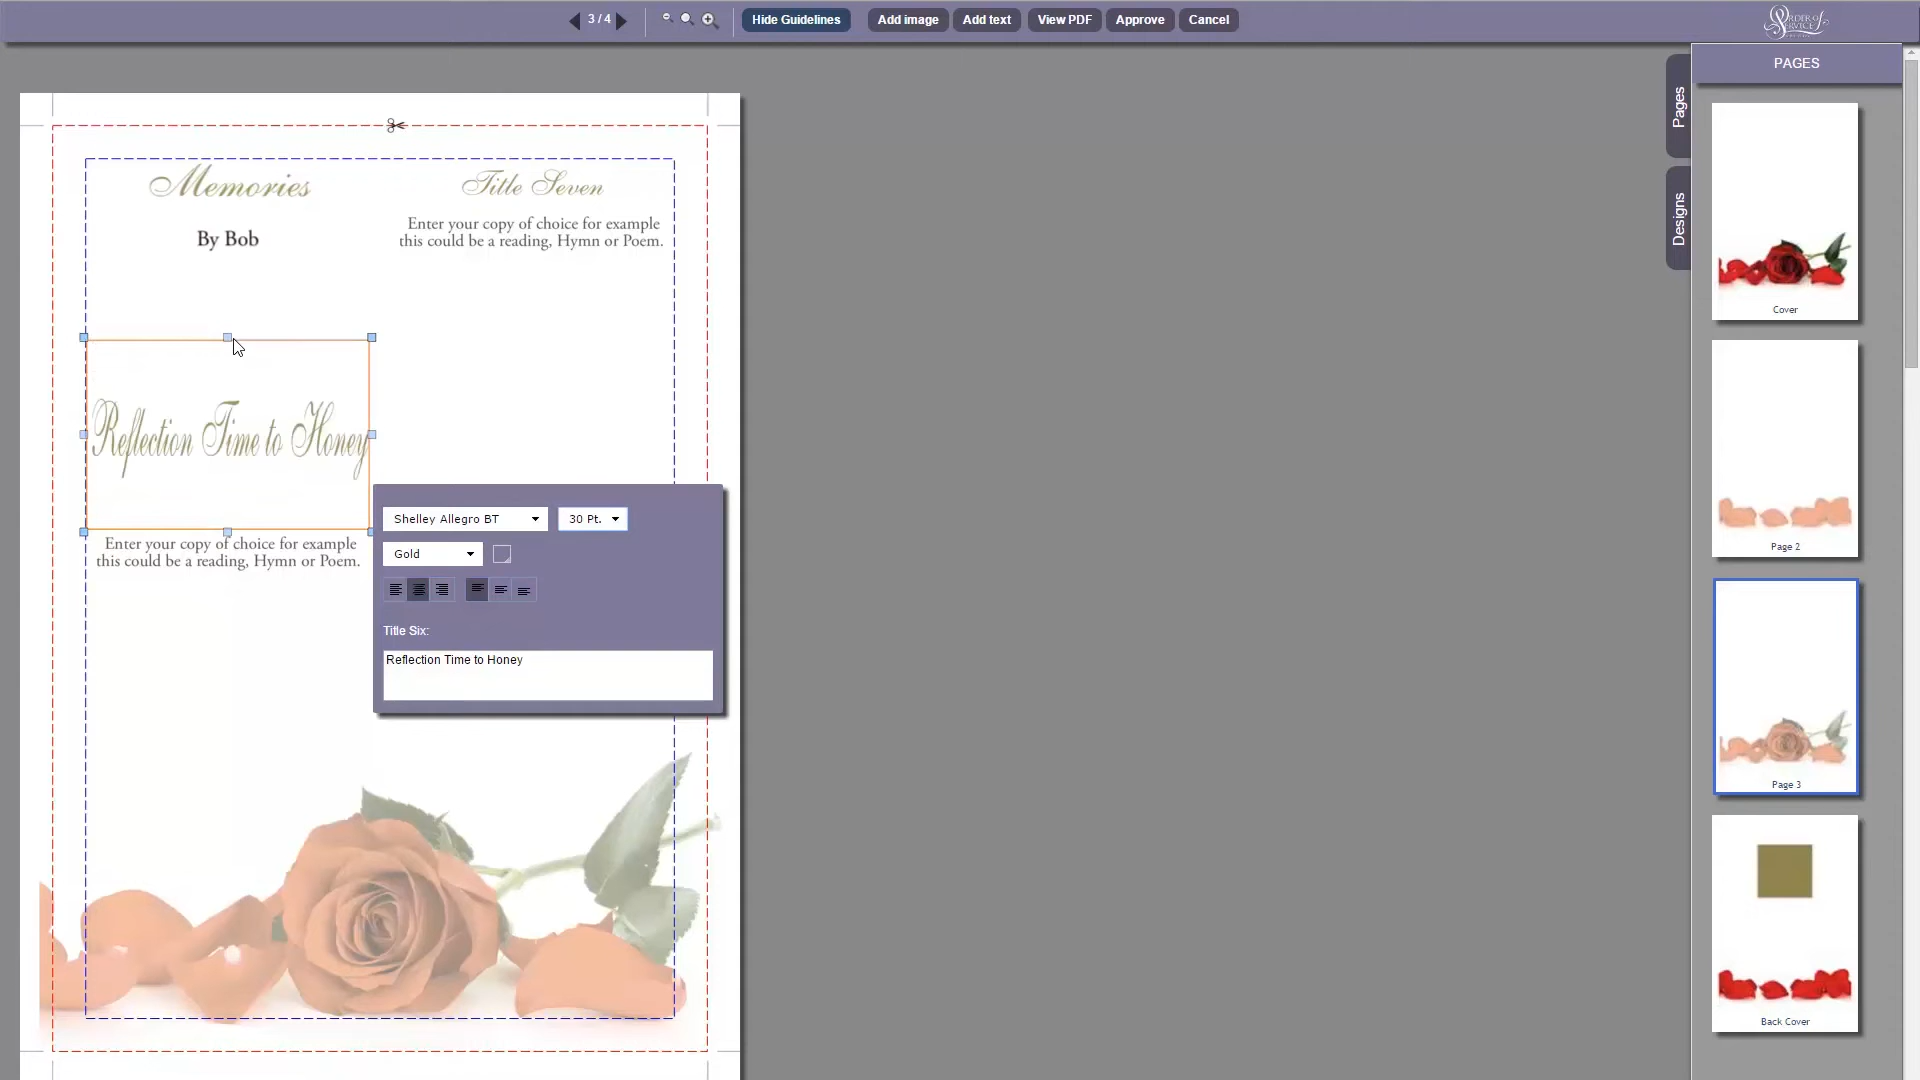 3 / 4
Hide Guidelines
Add image
Add text
View PDF
Approve
Cancel
ORDER OF
SERVICE
PAGES
Pages
Designs
Memories
By Bob
Title Seven
Enter your copy of choice for example
this could be a reading, Hymn or Poem.
Reflection Time to Honey
Enter your copy of choice for example
this could be a reading, Hymn or Poem.
Shelley Allegro BT
30 Pt.
Gold
Title Six:
Reflection Time to Honey
Cover
Page 2
Page 3
Back Cover